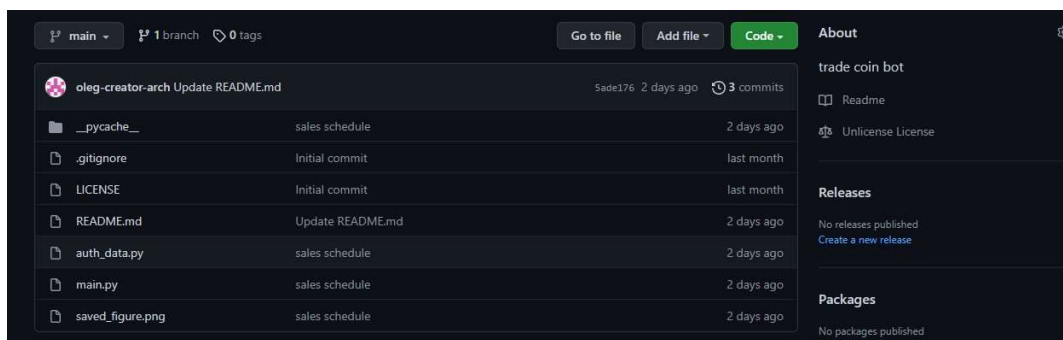 main 1 branch 0 tags Go to file Add file Code
oleg-creator-arch Update README.md 5ade176 2 days ago 3 commits
__pycache__ sales schedule 2 days ago
.gitignore Initial commit last month
LICENSE Initial commit last month
README.md Update README.md 2 days ago
auth_data.py sales schedule 2 days ago
main.py sales schedule 2 days ago
saved_figure.png sales schedule 2 days ago
About
trade coin bot
Readme
Unlicense License
Releases
No releases published
Create a new release
Packages
No packages published